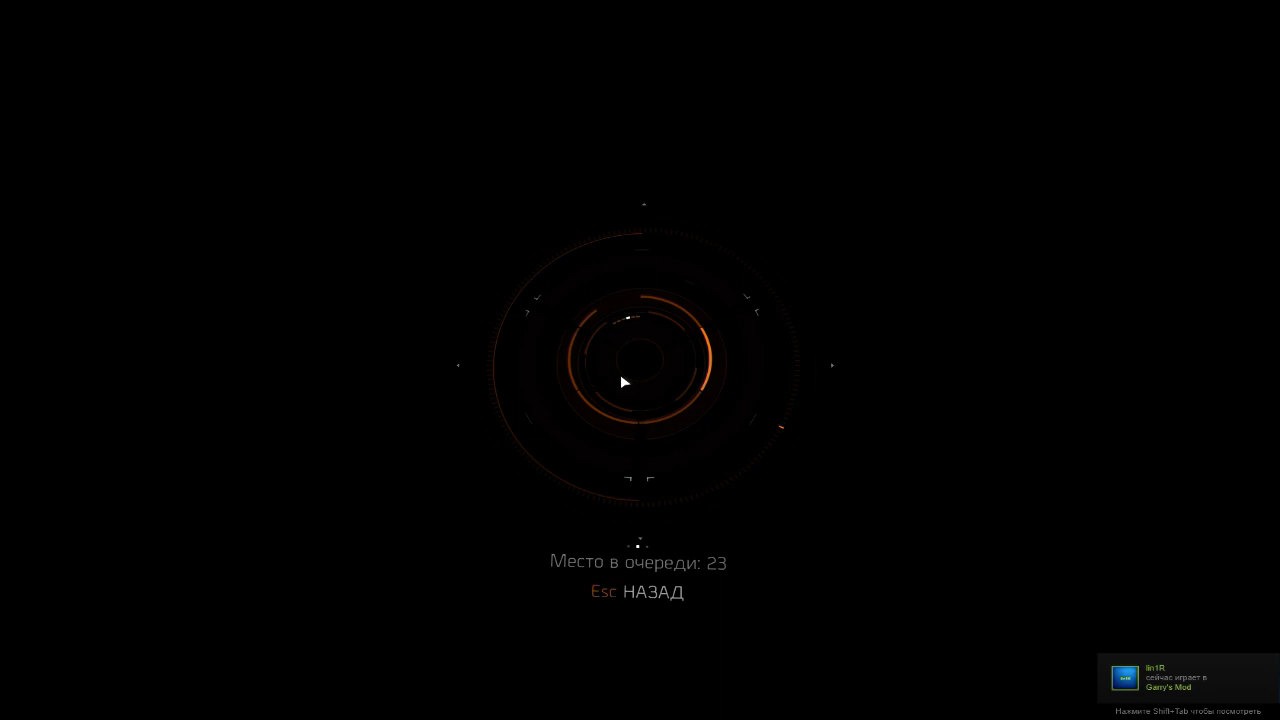 Место в очереди: 23
Esc НАЗАД
lin1R
сейчас играет в
Garry's Mod
Нажмите Shift+Tab чтобы посмотреть